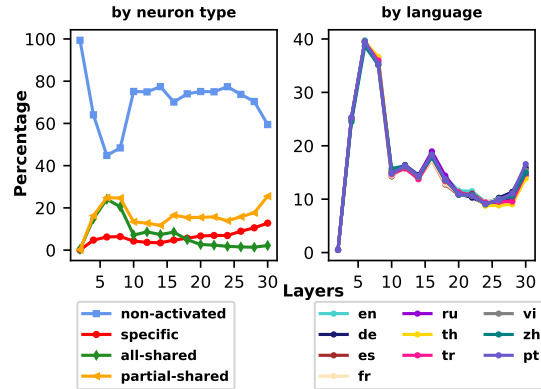 by neuron type
by language
Percentage
100
80
60
40
20
0
5 10 15 20 25 30
40
30
20
10
0
5 10 15 20 25 30
Layers
non-activated
specific
all-shared
partial-shared
en ru vi
de th zh
es tr pt
fr